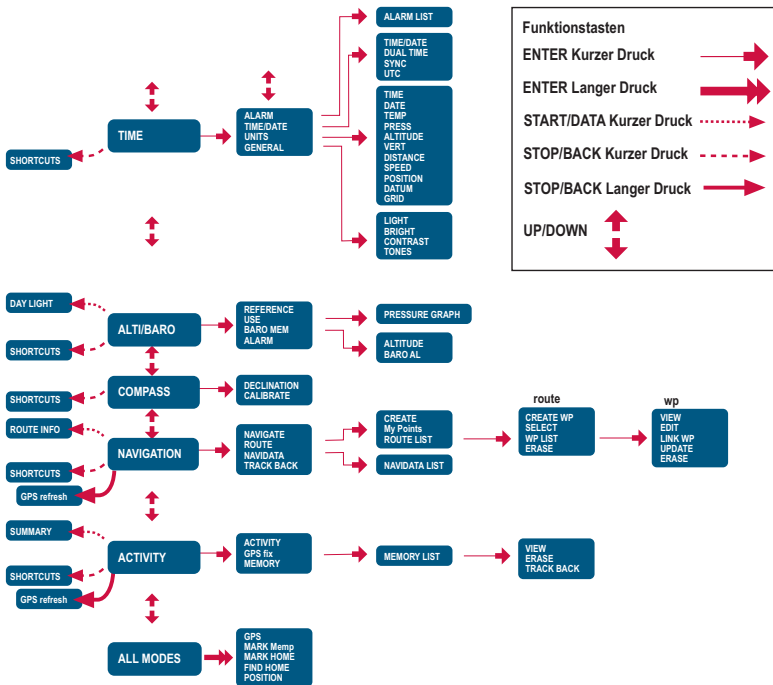 Funktionstasten
ENTER Kurzer Druck
ENTER Langer Druck
START/DATA Kurzer Druck
STOP/BACK Kurzer Druck
STOP/BACK Langer Druck
UP/DOWN
SHORTCUTS
TIME
ALARM
TIME/DATE
UNITS
GENERAL
ALARM LIST
TIME/DATE
DUAL TIME
SYNC
UTC
TIME
DATE
TEMP
PRESS
ALTITUDE
VERT
DISTANCE
SPEED
POSITION
DATUM
GRID
LIGHT
BRIGHT
CONTRAST
TONES
DAY LIGHT
SHORTCUTS
ALTI/BARO
REFERENCE
USE
BARO MEM
ALARM
PRESSURE GRAPH
ALTITUDE
BARO AL
SHORTCUTS
COMPASS
DECLINATION
CALIBRATE
ROUTE INFO
SHORTCUTS
GPS refresh
NAVIGATION
NAVIGATE
ROUTE
NAVIDATA
TRACK BACK
CREATE
My Points
ROUTE LIST
NAVIDATA LIST
route
CREATE WP
SELECT
WP LIST
ERASE
wp
VIEW
EDIT
LINK WP
UPDATE
ERASE
SUMMARY
SHORTCUTS
GPS refresh
ACTIVITY
ACTIVITY
GPS fix
MEMORY
MEMORY LIST
VIEW
ERASE
TRACK BACK
ALL MODES
GPS
MARK Memp
MARK HOME
FIND HOME
POSITION